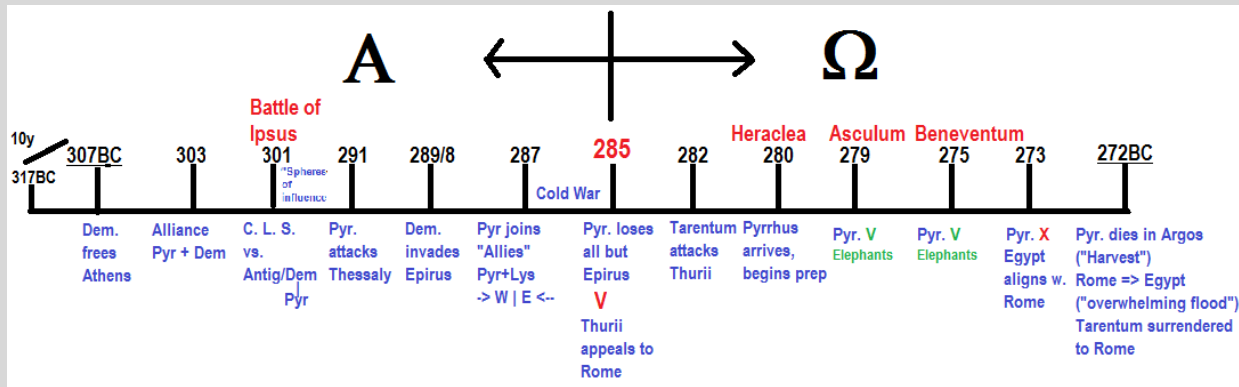 Α Ω
Battle of
Ipsus
Heraclea Asculum Beneventum
10y
317BC
307BC 303 301 291 289/8 287 285 282 280 279 275 273 272BC
"Spheres
of
influence
Cold War
Dem.
frees
Athens
Alliance
Pyr + Dem
C. L. S.
vs.
Antig/Dem
|
Pyr
Pyr.
attacks
Thessaly
Dem.
invades
Epirus
Pyr joins
"Allies"
Pyr+Lys
-> W | E <--
Pyr. loses
all but
Epirus
V
Thurii
appeals to
Rome
Tarentum
attacks
Thurii
Pyrrhus
arrives,
begins prep
Pyr. V
Elephants
Pyr. V
Elephants
Pyr. X
Egypt
aligns w.
Rome
Pyr. dies in Argos
("Harvest")
Rome => Egypt
("overwhelming flood")
Tarentum surrendered
to Rome